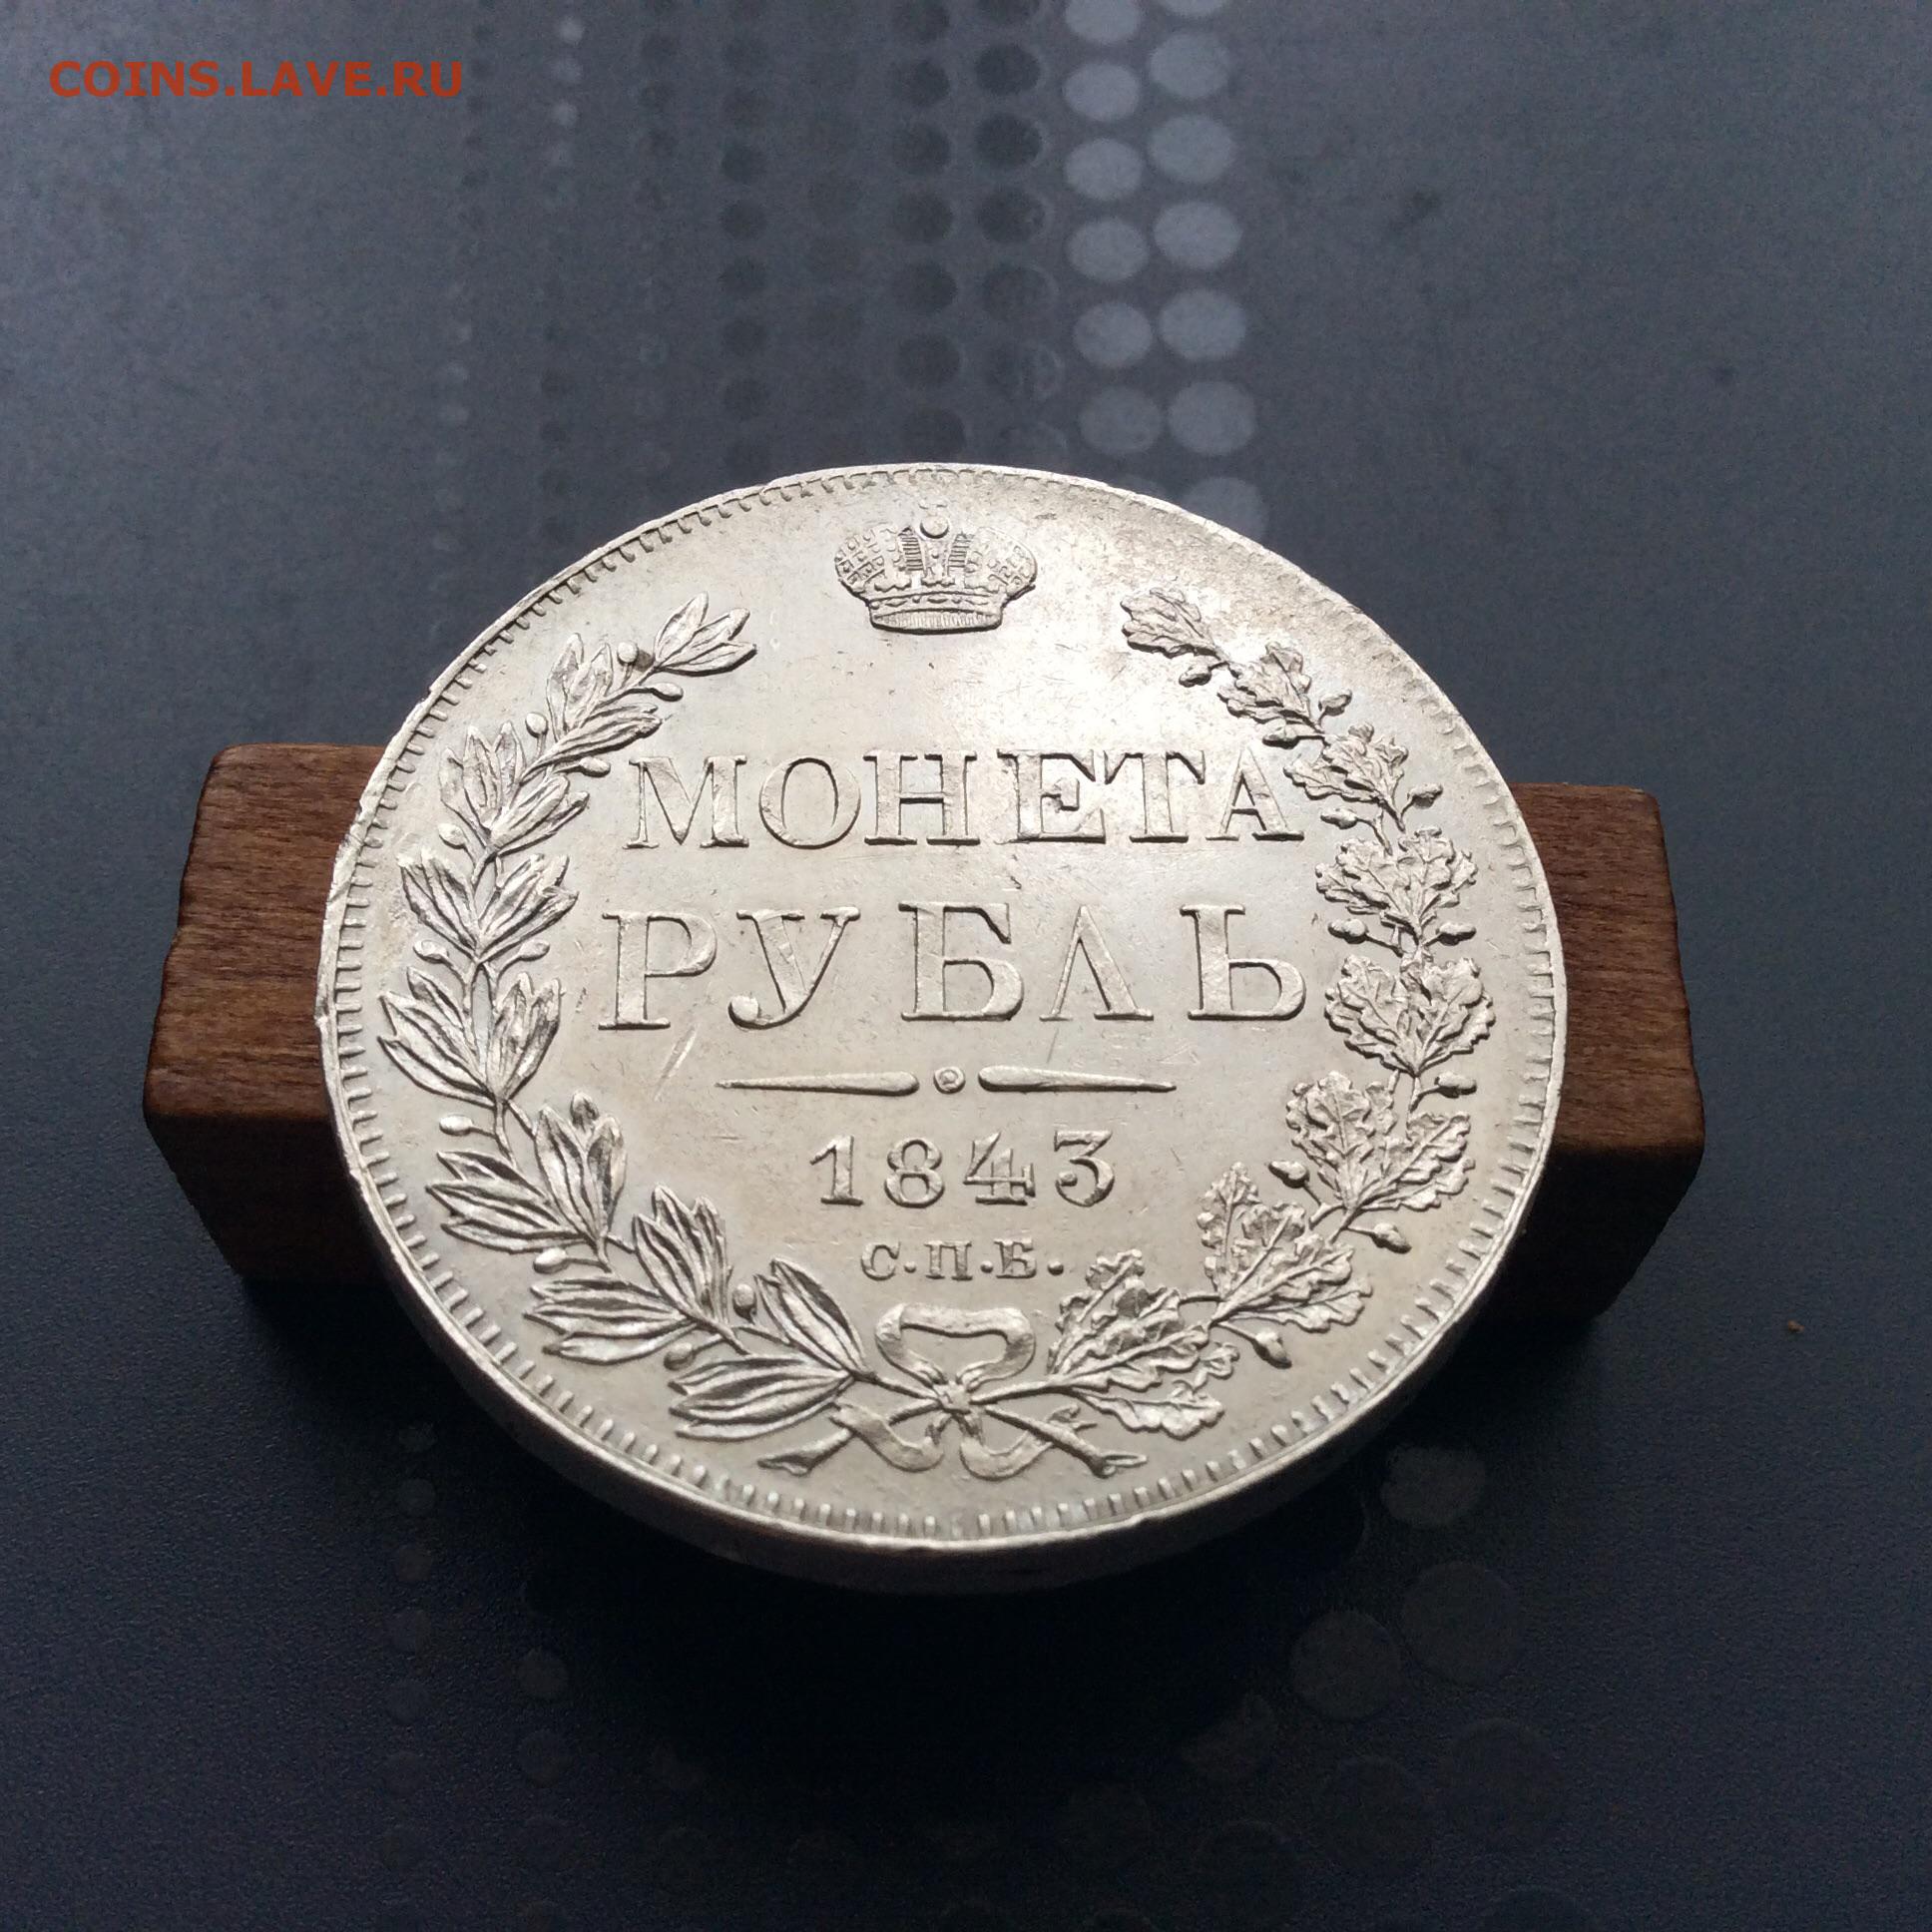 COINS.LAVE.RU
МОНЕТА
РУБЛЬ
1843
С.П.Б.